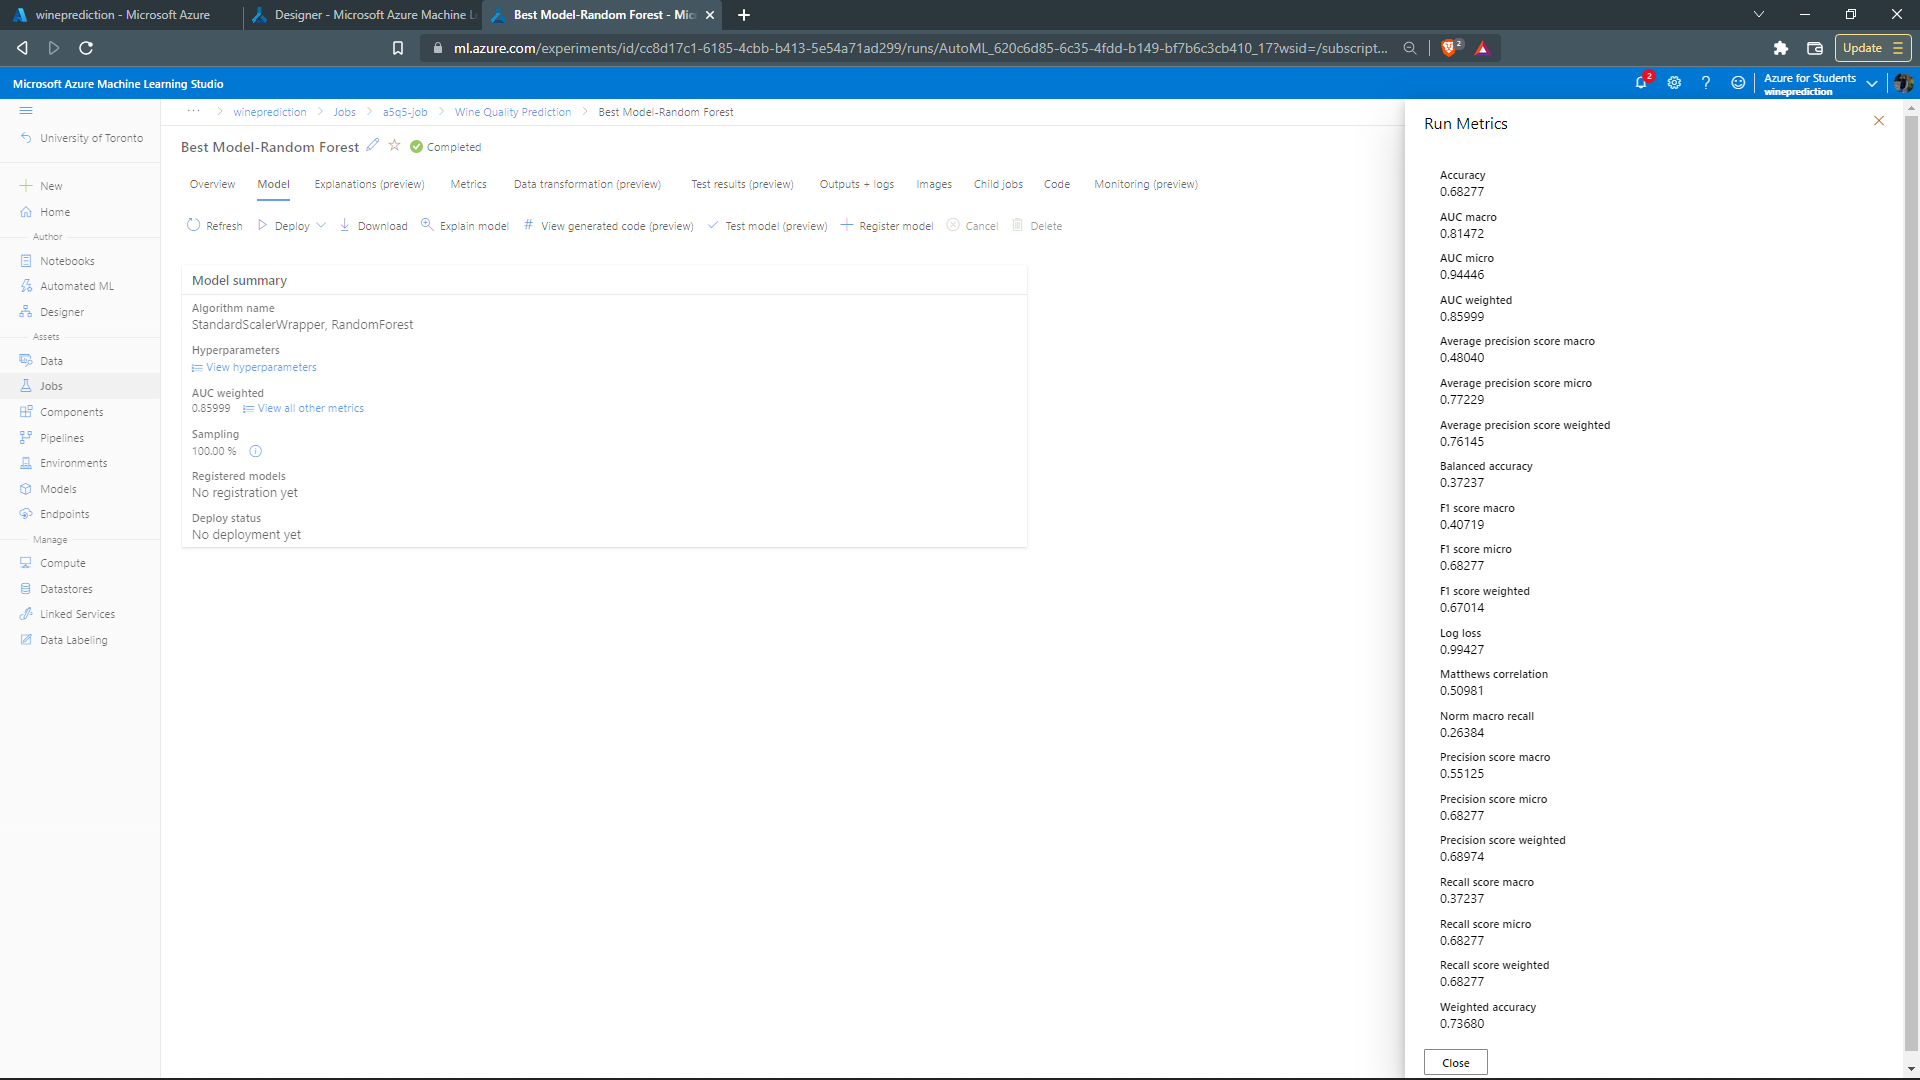 wineprediction - Microsoft Azure
Designer - Microsoft Azure Machine L
Best Model-Random Forest - Mic
ml.azure.com/experiments/id/cc8d17c1-6185-4cbb-b413-5e54a71ad299/runs/AutoML_620c6d85-6c35-4fdd-b149-bf7b6c3cb410_17?wsid=/subscript...
2
Update
Microsoft Azure Machine Learning Studio
2
Azure for Students
wineprediction
University of Toronto
New
Home
Author
Notebooks
Automated ML
Designer
Assets
Data
Jobs
Components
Pipelines
Environments
Models
Endpoints
Manage
Compute
Datastores
Linked Services
Data Labeling
... > wineprediction > Jobs > a5q5-job > Wine Quality Prediction > Best Model-Random Forest
Best Model-Random Forest Completed
Overview Model Explanations (preview) Metrics Data transformation (preview) Test results (preview) Outputs + logs Images Child jobs Code Monitoring (preview)
Refresh Deploy Download Explain model # View generated code (preview) Test model (preview) Register model Cancel Delete
Model summary
Algorithm name
StandardScalerWrapper, RandomForest
Hyperparameters
View hyperparameters
AUC weighted
0.85999 View all other metrics
Sampling
100.00 %
Registered models
No registration yet
Deploy status
No deployment yet
Run Metrics
Accuracy
0.68277
AUC macro
0.81472
AUC micro
0.94446
AUC weighted
0.85999
Average precision score macro
0.48040
Average precision score micro
0.77229
Average precision score weighted
0.76145
Balanced accuracy
0.37237
F1 score macro
0.40719
F1 score micro
0.68277
F1 score weighted
0.67014
Log loss
0.99427
Matthews correlation
0.50981
Norm macro recall
0.26384
Precision score macro
0.55125
Precision score micro
0.68277
Precision score weighted
0.68974
Recall score macro
0.37237
Recall score micro
0.68277
Recall score weighted
0.68277
Weighted accuracy
0.73680
Close